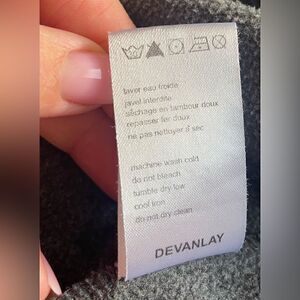 laver eau froide
javel interdite
séchage en tambour doux
repasser fer doux
ne pas nettoyer à sec
machine wash cold
do not bleach
tumble dry low
cool iron
do not dry clean
DEVANLAY